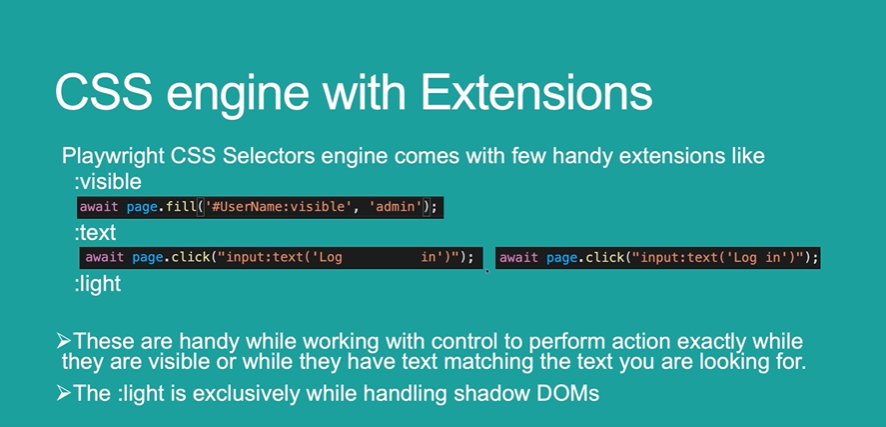 CSS engine with Extensions
Playwright CSS Selectors engine comes with few handy extensions like
:visible
await page.fill('#UserName:visible', 'admin');
:text
await page.click("input:text('Log          in')"); await page.click("input:text('Log in')");
:light
➢These are handy while working with control to perform action exactly while
they are visible or while they have text matching the text you are looking for.
➢The :light is exclusively while handling shadow DOMs